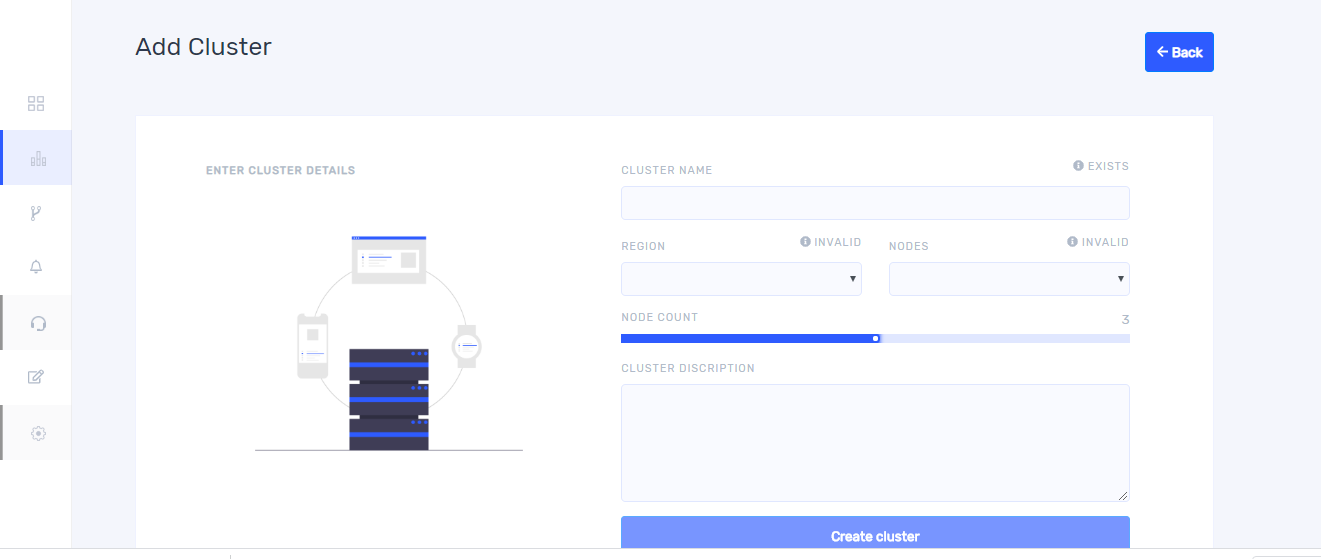 Add Cluster
Back
ENTER CLUSTER DETAILS
CLUSTER NAME
EXISTS
REGION
INVALID
NODES
INVALID
NODE COUNT
3
CLUSTER DISCRIPTION
Create cluster